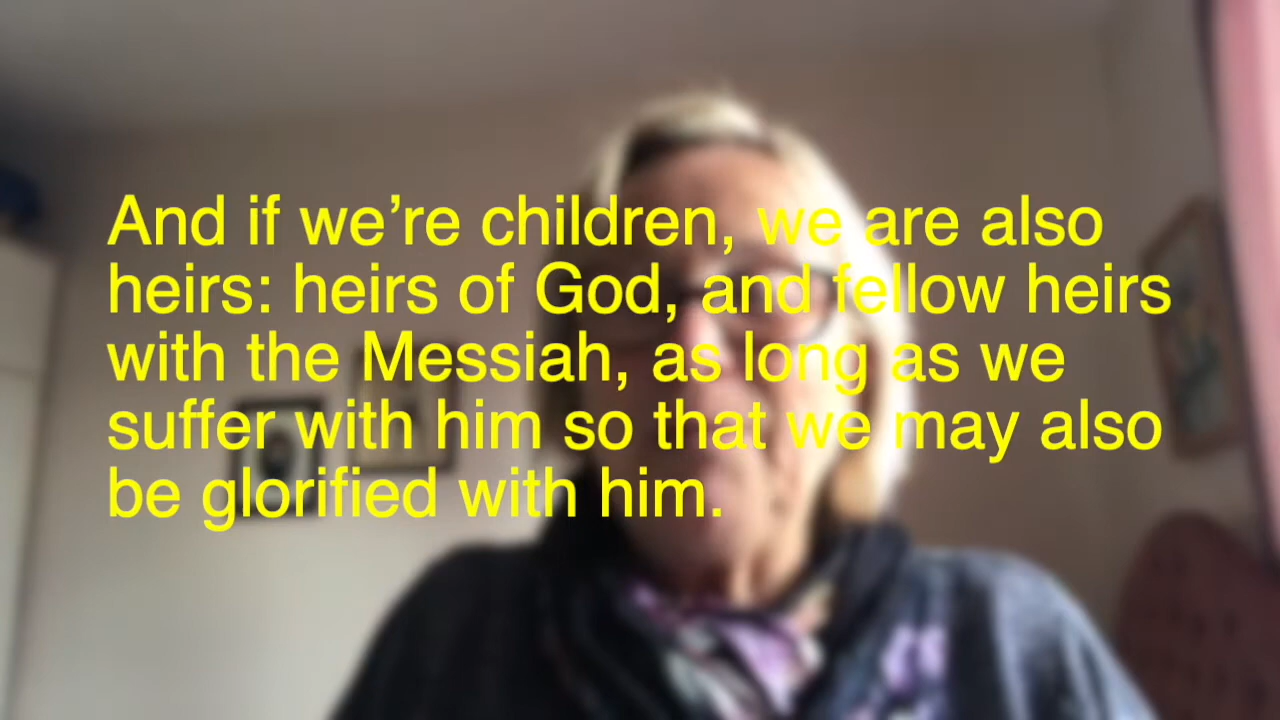 And if we’re children, we are also
heirs: heirs of God, and fellow heirs
with the Messiah, as long as we
suffer with him so that we may also
be glorified with him.